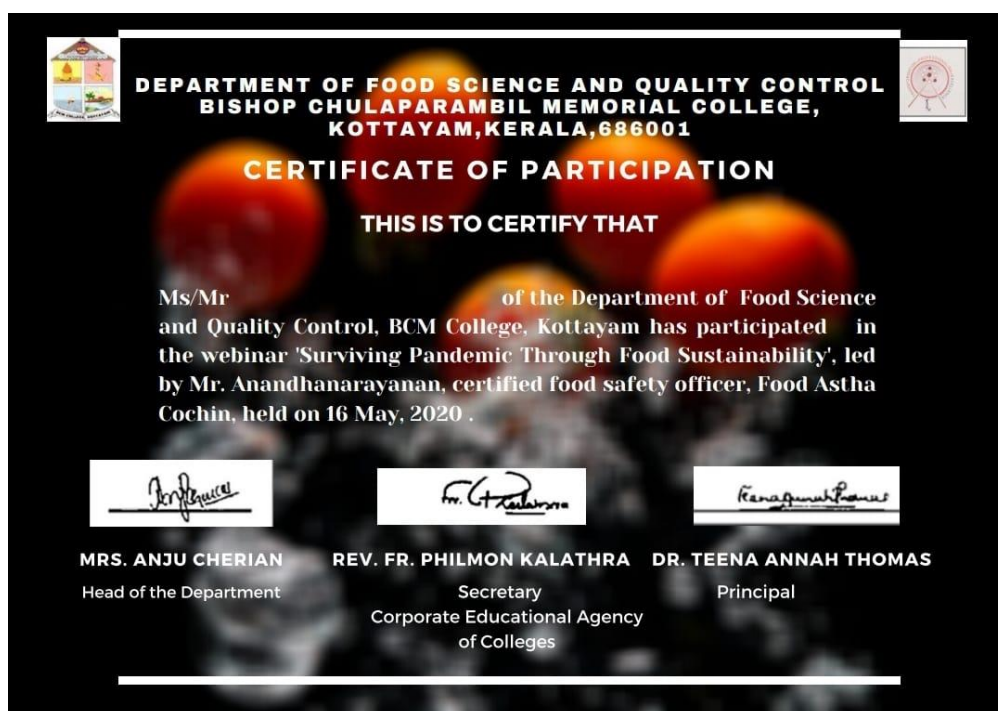 DEPARTMENT OF FOOD SCIENCE AND QUALITY CONTROL
BISHOP CHULAPARAMBIL MEMORIAL COLLEGE,
KOTTAYAM,KERALA,686001
CERTIFICATE OF PARTICIPATION
THIS IS TO CERTIFY THAT
Ms/Mr of the Department of Food Science
and Quality Control, BCM College, Kottayam has participated in
the webinar 'Surviving Pandemic Through Food Sustainability', led
by Mr. Anandhanarayanan, certified food safety officer, Food Astha
Cochin, held on 16 May, 2020 .
MRS. ANJU CHERIAN
REV. FR. PHILMON KALATHRA
DR. TEENA ANNAH THOMAS
Head of the Department
Secretary
Principal
Corporate Educational Agency
of Colleges